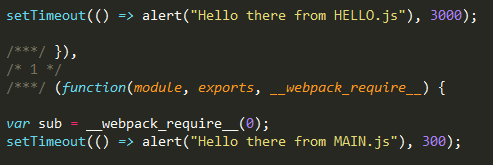 setTimeout(() => alert("Hello there from HELLO.js"), 3000);
/***/ }),
/* 1 */
/***/ (function(module, exports, __webpack_require__) {
var sub = __webpack_require__(0);
setTimeout(() => alert("Hello there from MAIN.js"), 300);